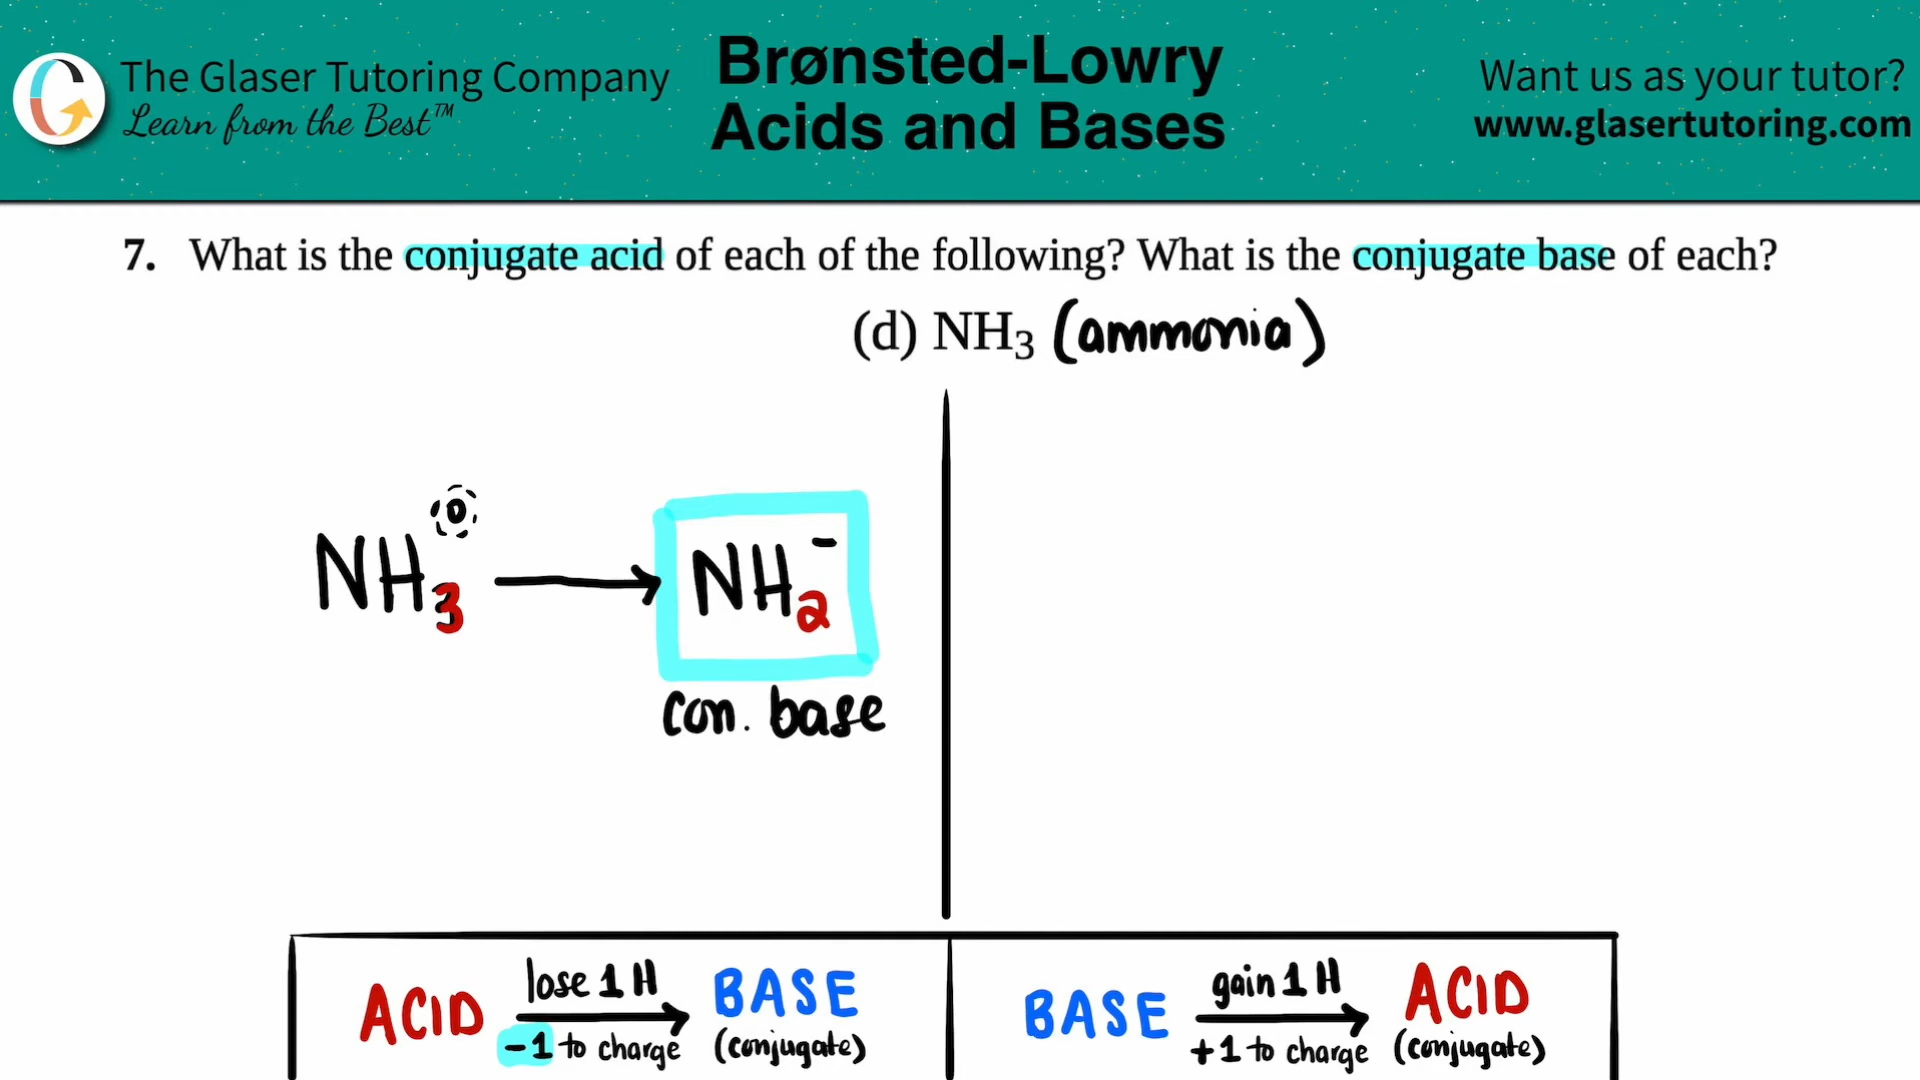 The Glaser Tutoring Company
Learn from the Best™
Brønsted-Lowry
Acids and Bases
Want us as your tutor?
www.glasertutoring.com
7. What is the conjugate acid of each of the following? What is the conjugate base of each?
(d) NH₃ (ammonia)
NH₃⁰ → NH₂⁻
con. base
ACID lose 1 H → BASE
-1 to charge (conjugate)
BASE gain 1 H → ACID
+1 to charge (conjugate)